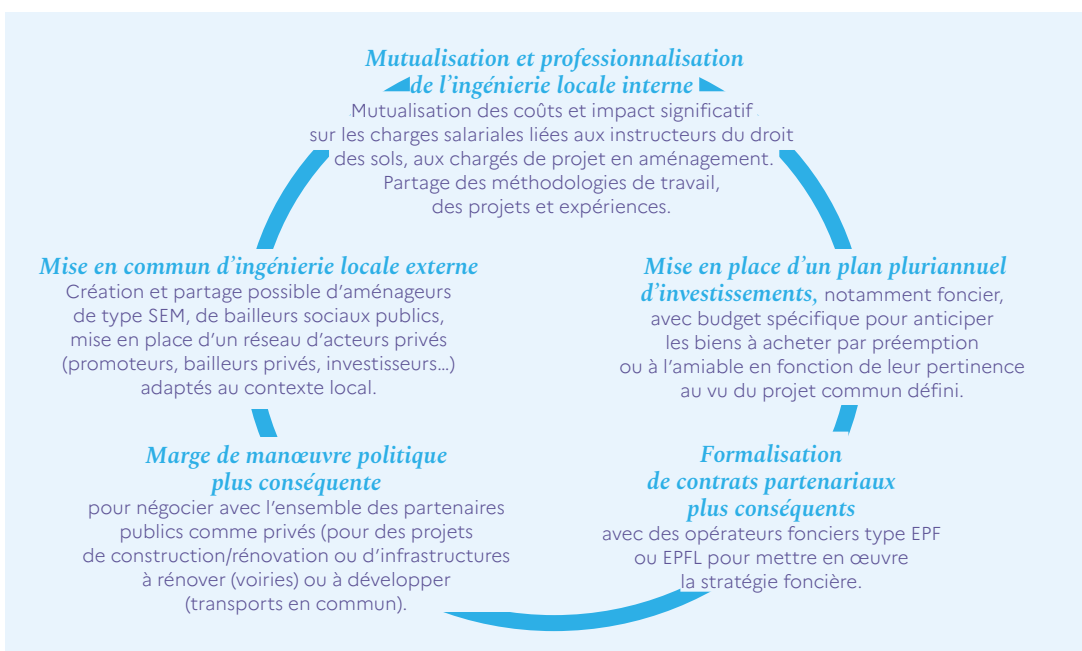 Mutualisation et professionnalisation
de l'ingénierie locale interne
Mutualisation des coûts et impact significatif
sur les charges salariales liées aux instructeurs du droit
des sols, aux chargés de projet en aménagement.
Partage des méthodologies de travail,
des projets et expériences.
Mise en commun d'ingénierie locale externe
Création et partage possible d'aménageurs
de type SEM, de bailleurs sociaux publics,
mise en place d'un réseau d'acteurs privés
(promoteurs, bailleurs privés, investisseurs…)
adaptés au contexte local.
Mise en place d'un plan pluriannuel
d'investissements, notamment foncier,
avec budget spécifique pour anticiper
les biens à acheter par préemption
ou à l'amiable en fonction de leur pertinence
au vu du projet commun défini.
Marge de manœuvre politique
plus conséquente
pour négocier avec l'ensemble des partenaires
publics comme privés (pour des projets
de construction/rénovation ou d'infrastructures
à rénover (voiries) ou à développer
(transports en commun).
Formalisation
de contrats partenariaux
plus conséquents
avec des opérateurs fonciers type EPF
ou EPFL pour mettre en œuvre
la stratégie foncière.